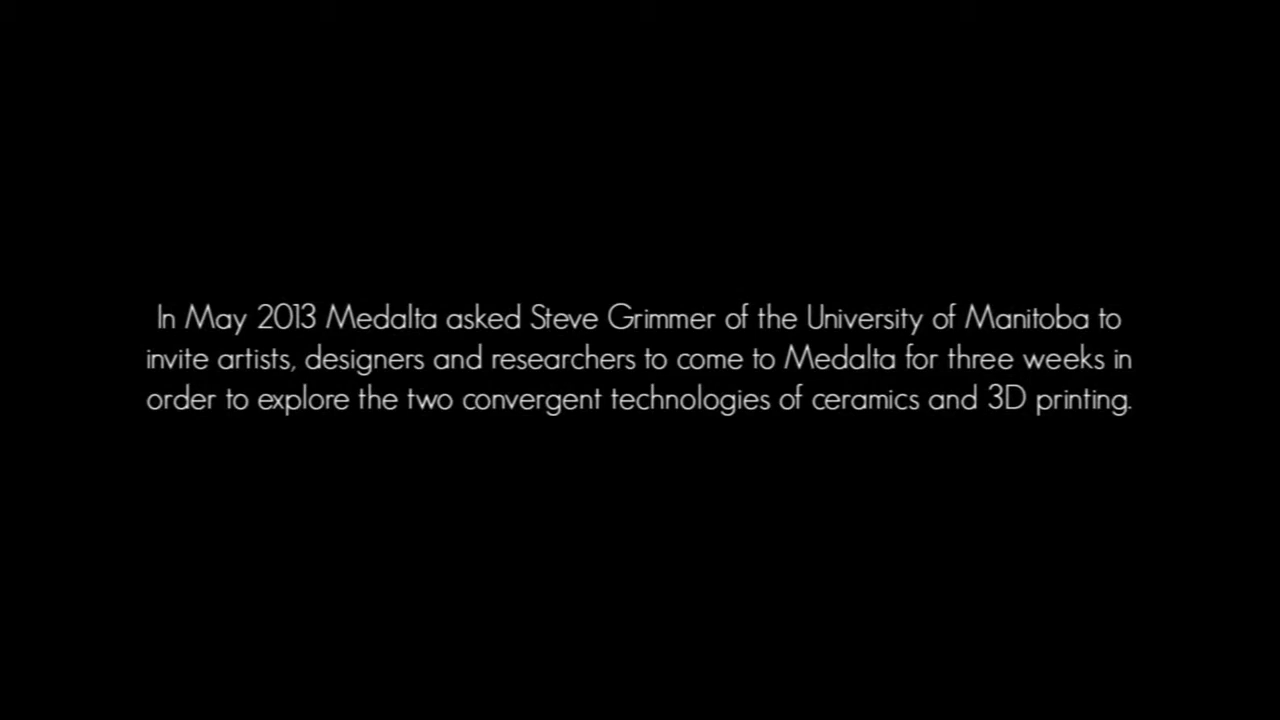 In May 2013 Medalta asked Steve Grimmer of the University of Manitoba to
invite artists, designers and researchers to come to Medalta for three weeks in
order to explore the two convergent technologies of ceramics and 3D printing.